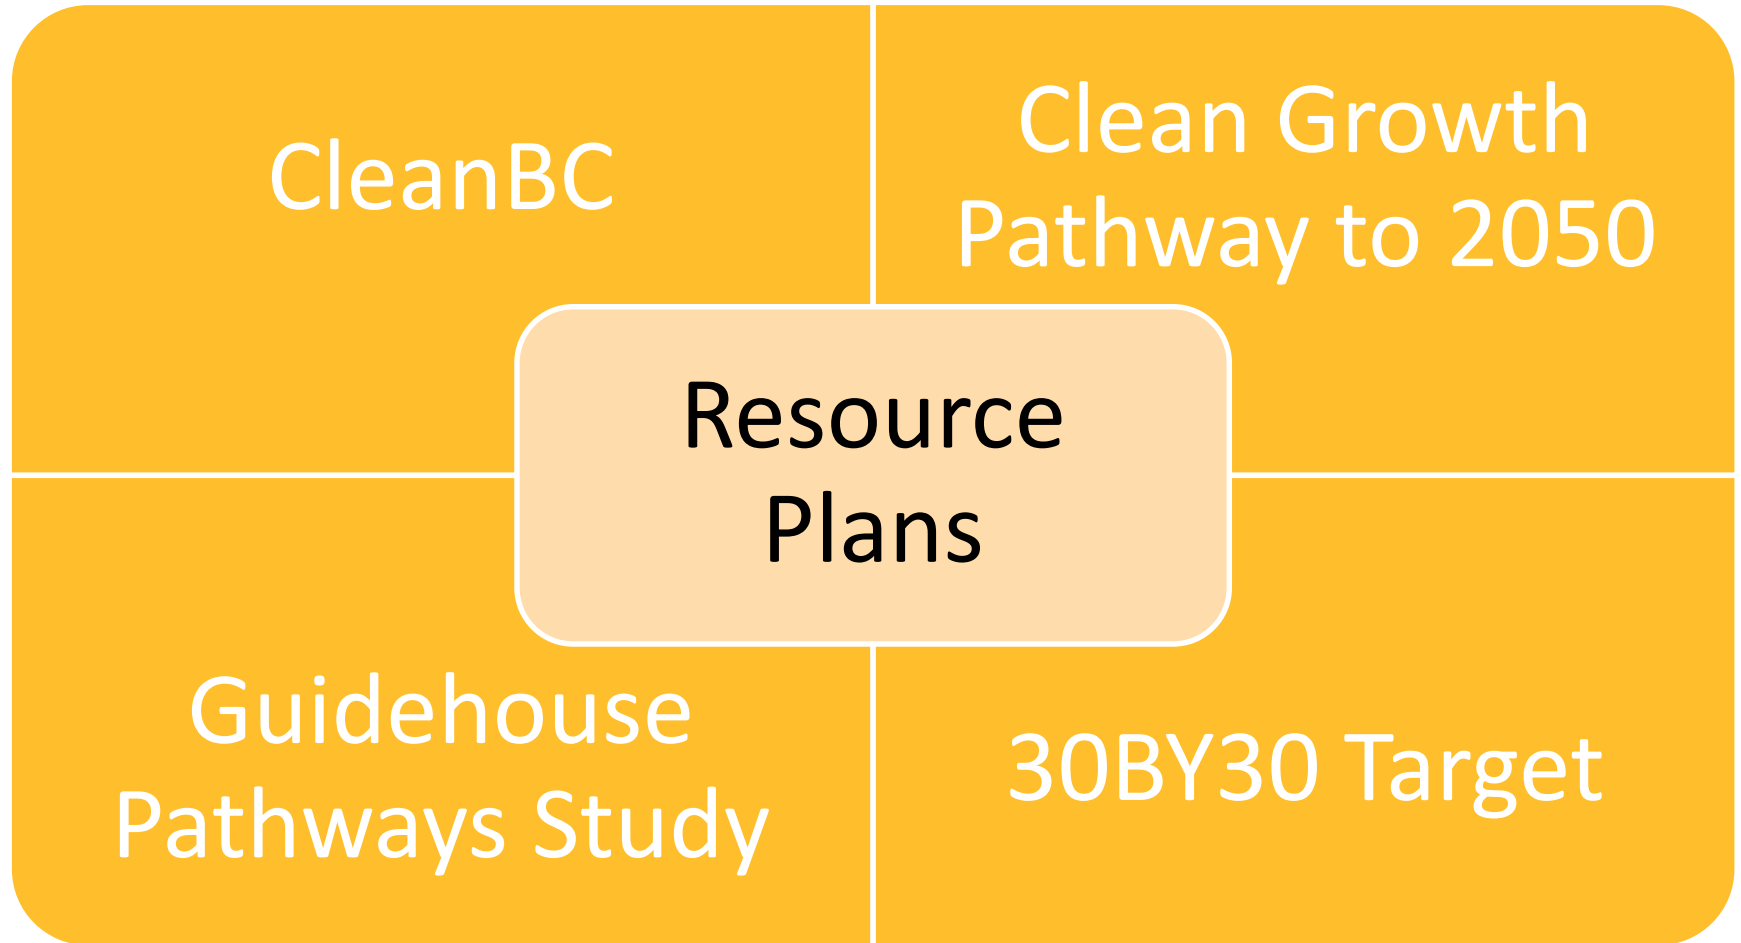 CleanBC
Clean Growth
Pathway to 2050
Resource
Plans
Guidehouse
Pathways Study
30BY30 Target